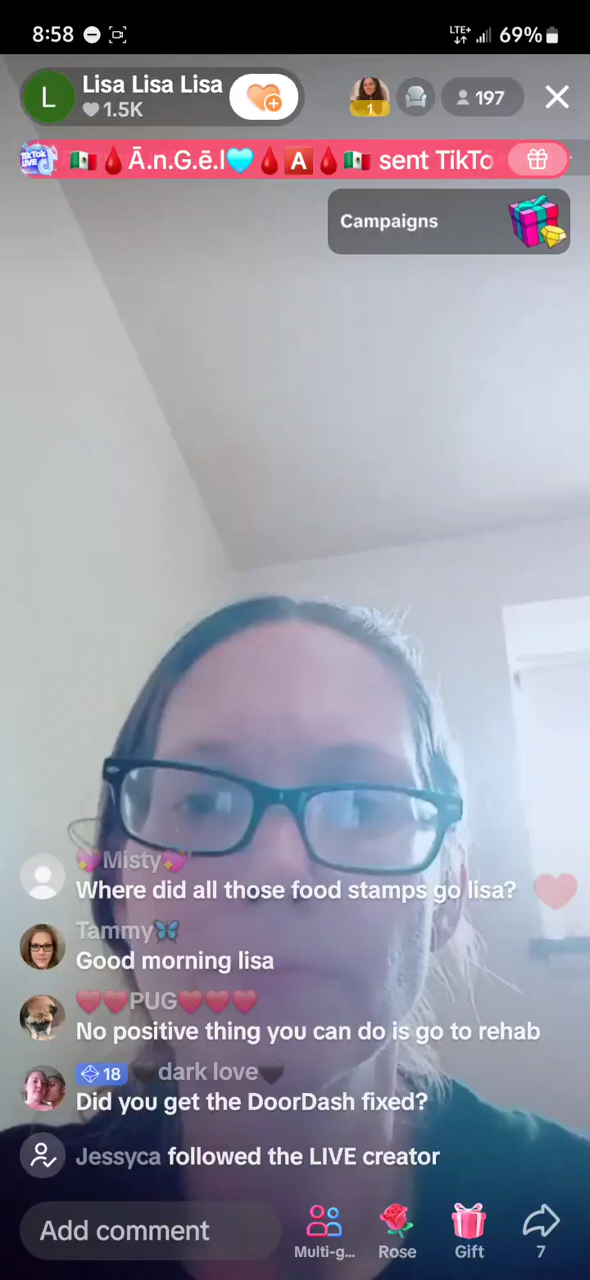 8:58 LTE+ 69%
L Lisa Lisa Lisa
1.5K
1
197
TikTok LIVE 🇲🇽🩸Ā.n.G.ē.l🩵🩸🅰️🩸🇲🇽 sent TikTo
Campaigns
💖Misty💖
Where did all those food stamps go lisa?
Tammy🦋
Good morning lisa
❤️❤️PUG❤️❤️❤️
No positive thing you can do is go to rehab
18 🖤dark love🖤
Did you get the DoorDash fixed?
Jessyca followed the LIVE creator
Add comment
Multi-g... Rose Gift 7